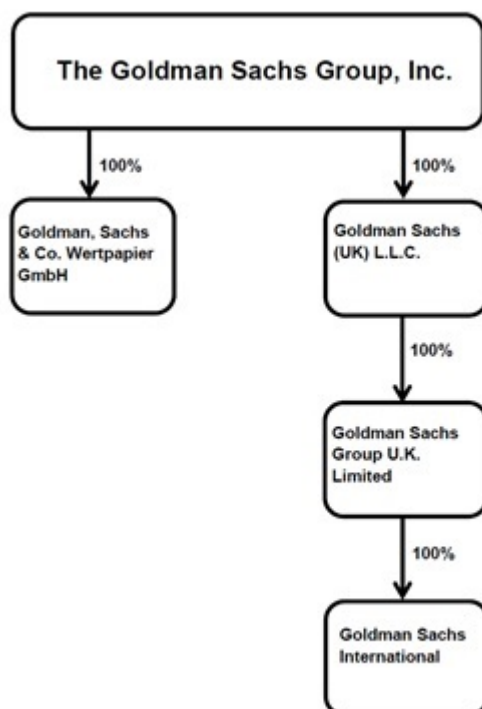 The Goldman Sachs Group, Inc.
100%
100%
Goldman, Sachs
& Co. Wertpapier
GmbH
Goldman Sachs
(UK) L.L.C.
100%
Goldman Sachs
Group U.K.
Limited
100%
Goldman Sachs
International